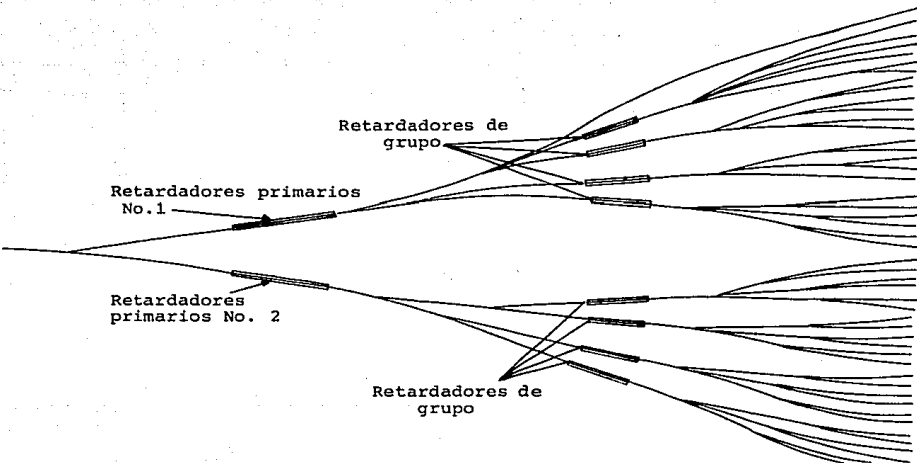 Retardadores de
grupo
Retardadores primarios
No.1
Retardadores
primarios No. 2
Retardadores de
grupo